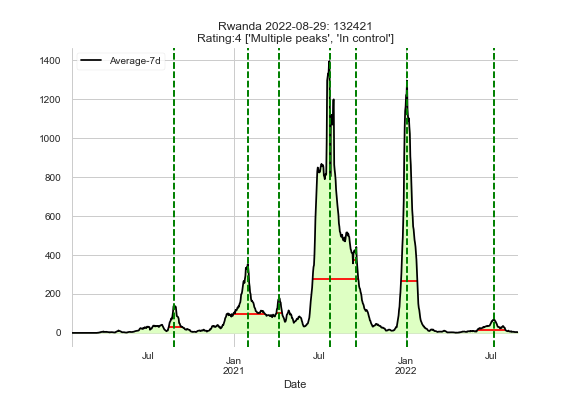 Rwanda 2022-08-29: 132421
Rating:4 ['Multiple peaks', 'In control']
Average-7d
1400
1200
1000
800
600
400
200
0
Jul
Jan
2021
Jul
Jan
2022
Jul
Date